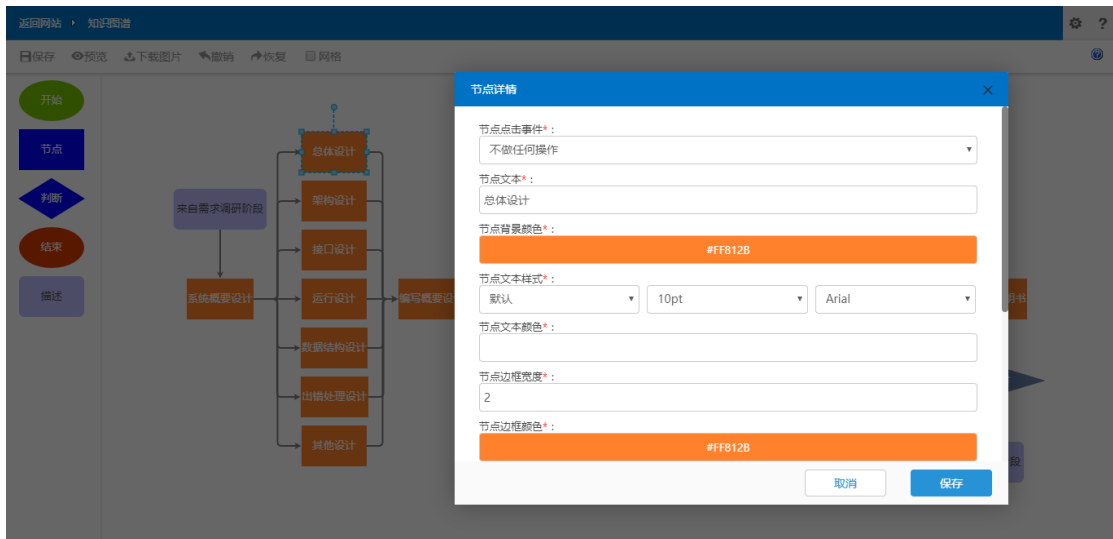 返回网站 知识图谱 ?
保存 预览 下载图片 撤销 恢复 网格
开始
节点
判断
结束
描述
来自需求调研阶段
系统概要设计
总体设计
架构设计
接口设计
运行设计
数据结构设计
出错处理设计
其他设计
编写概要设
明书
段
节点详情 ×
节点点击事件*：
不做任何操作
节点文本*：
总体设计
节点背景颜色*：
#FF812B
节点文本样式*：
默认 10pt Arial
节点文本颜色*：
节点边框宽度*：
2
节点边框颜色*：
#FF812B
取消 保存